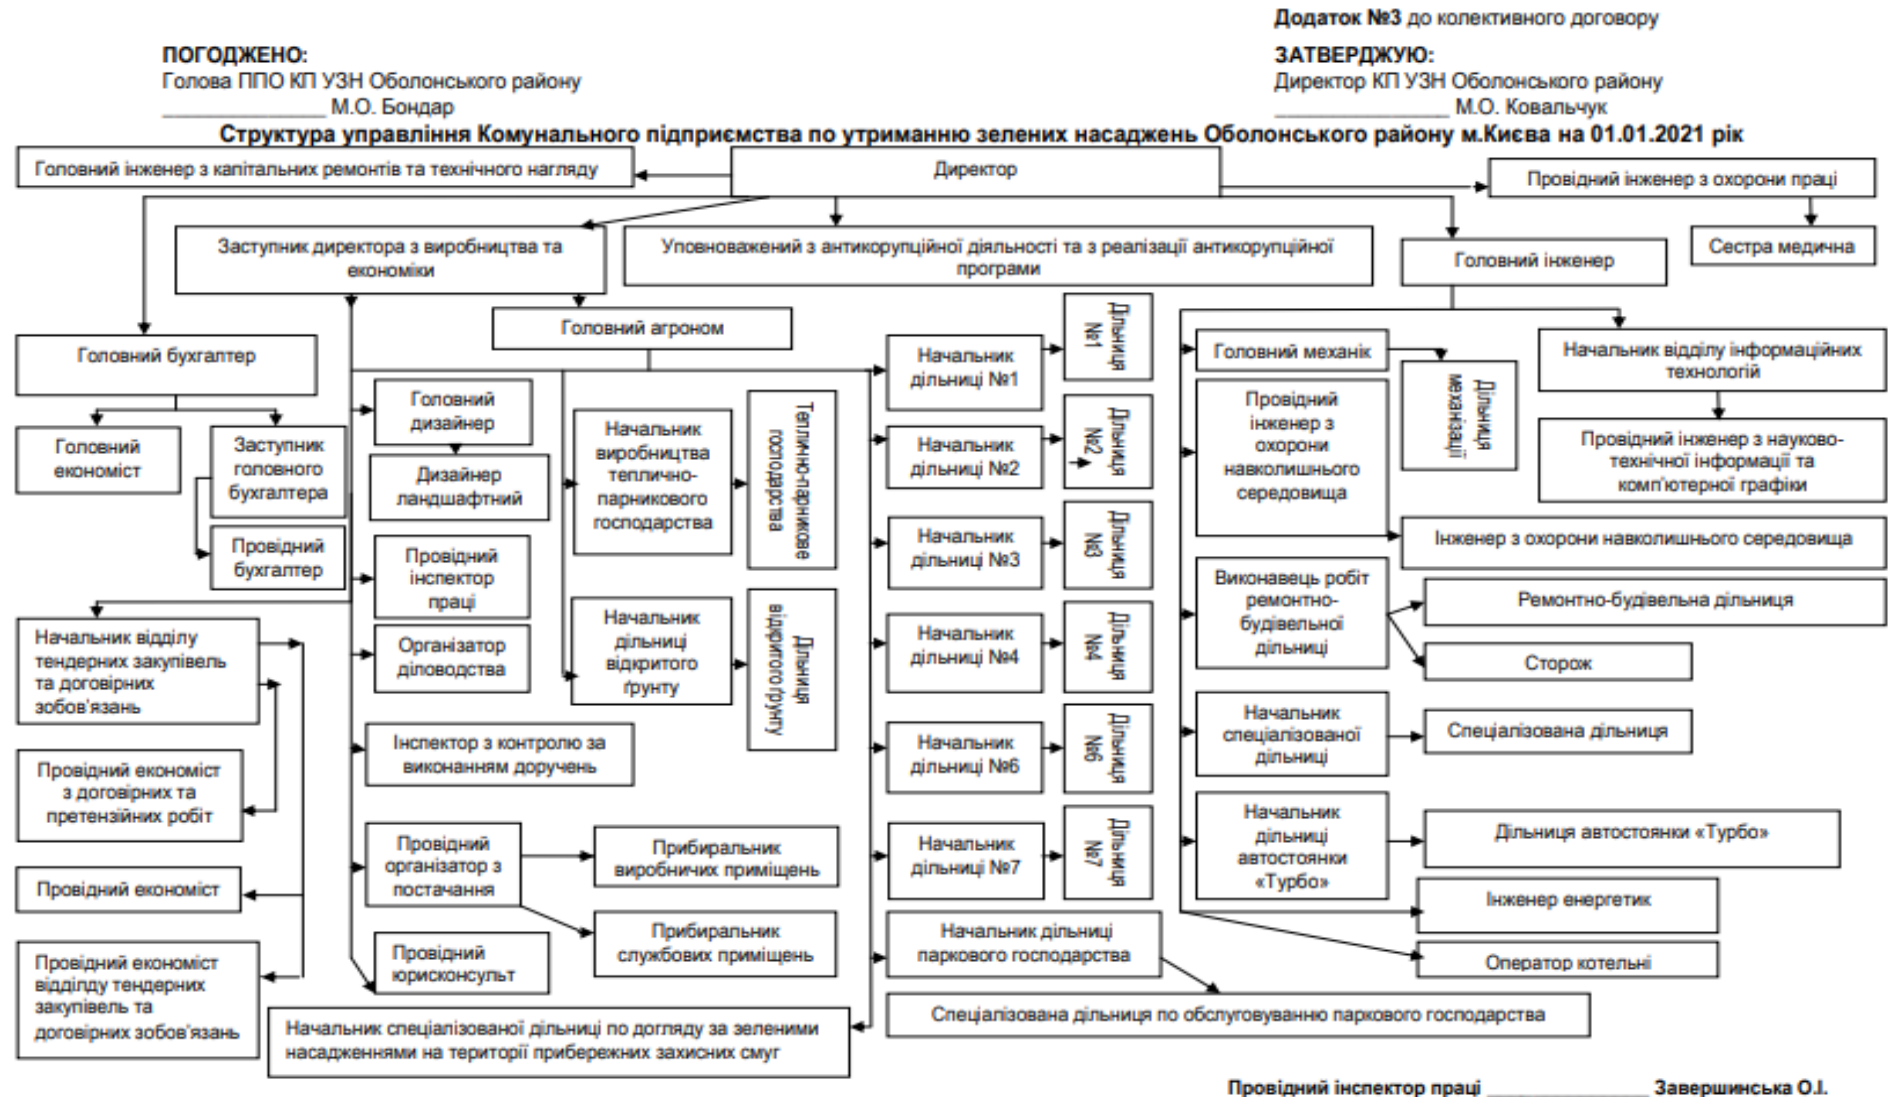 Додаток №3 до колективного договору
ПОГОДЖЕНО:
Голова ППО КП УЗН Оболонського району
_______________ М.О. Бондар
ЗАТВЕРДЖУЮ:
Директор КП УЗН Оболонського району
________________ М.О. Ковальчук
Структура управління Комунального підприємства по утриманню зелених насаджень Оболонського району м.Києва на 01.01.2021 рік
Головний інженер з капітальних ремонтів та технічного нагляду
Директор
Провідний інженер з охорони праці
Сестра медична
Заступник директора з виробництва та
економіки
Уповноважений з антикорупційної діяльності та з реалізації антикорупційної
програми
Головний інженер
Головний агроном
Головний бухгалтер
Головний
економіст
Заступник
головного
бухгалтера
Провідний
бухгалтер
Головний
дизайнер
Дизайнер
ландшафтний
Провідний
інспектор
праці
Організатор
діловодства
Інспектор з контролю за
виконанням доручень
Провідний
організатор з
постачання
Прибиральник
виробничих приміщень
Прибиральник
службових приміщень
Провідний
юрисконсульт
Начальник відділу
тендерних закупівель
та договірних
зобов'язань
Провідний економіст
з договірних та
претензійних робіт
Провідний економіст
Провідний економіст
відділду тендерних
закупівель та
договірних зобов'язань
Начальник
виробництва
теплично-
парникового
господарства
Теплично-парникове
господарства
Начальник
дільниці
відкритого
ґрунту
Дільниця
відкритого ґрунту
Начальник
дільниці №1
Дільниця
№1
Начальник
дільниці №2
Дільниця
№2
Начальник
дільниці №3
Дільниця
№3
Начальник
дільниці №4
Дільниця
№4
Начальник
дільниці №6
Дільниця
№6
Начальник
дільниці №7
Дільниця
№7
Начальник дільниці
паркового господарства
Спеціалізована дільниця по обслуговуванню паркового господарства
Начальник спеціалізованої дільниці по догляду за зеленими
насадженнями на території прибережних захисних смуг
Головний механік
Дільниця
механізації
Начальник відділу інформаційних
технологій
Провідний інженер з науково-
технічної інформації та
комп'ютерної графіки
Провідний
інженер з
охорони
навколишнього
середовища
Інженер з охорони навколишнього середовища
Виконавець робіт
ремонтно-
будівельної
дільниці
Ремонтно-будівельна дільниця
Сторож
Начальник
спеціалізованої
дільниці
Спеціалізована дільниця
Начальник
дільниці
автостоянки
«Турбо»
Дільниця автостоянки «Турбо»
Інженер енергетик
Оператор котельні
Провідний інспектор праці _______________ Завершинська О.І.